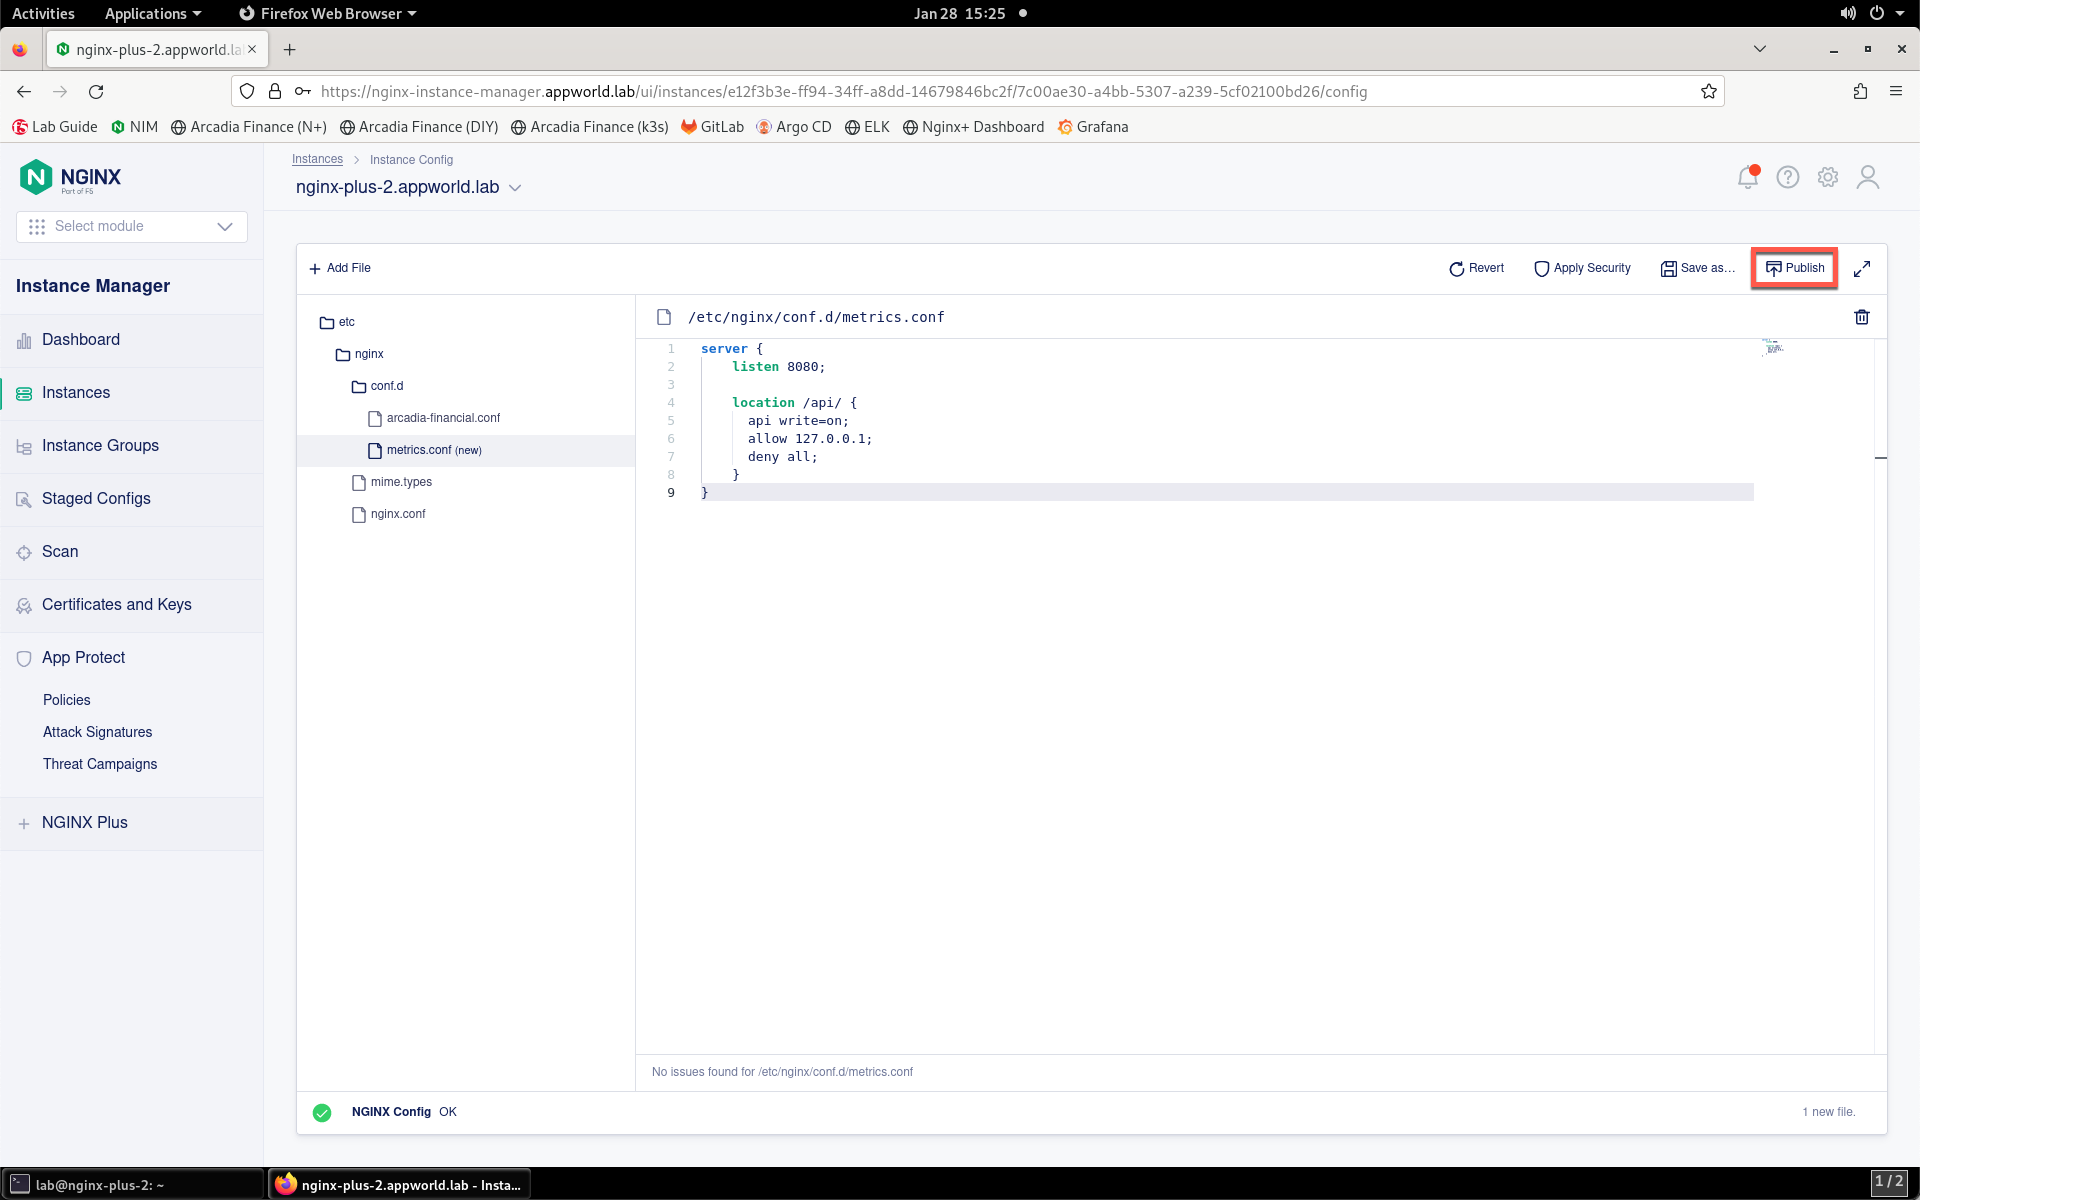 Activities Applications Firefox Web Browser Jan 28 15:25
nginx-plus-2.appworld.la
https://nginx-instance-manager.appworld.lab/ui/instances/e12f3b3e-ff94-34ff-a8dd-14679846bc2f/7c00ae30-a4bb-5307-a239-5cf02100bd26/config
Lab Guide NIM Arcadia Finance (N+) Arcadia Finance (DIY) Arcadia Finance (k3s) GitLab Argo CD ELK Nginx+ Dashboard Grafana
NGINX
Part of F5
Select module
Instance Manager
Dashboard
Instances
Instance Groups
Staged Configs
Scan
Certificates and Keys
App Protect
Policies
Attack Signatures
Threat Campaigns
NGINX Plus
Instances > Instance Config
nginx-plus-2.appworld.lab
+ Add File Revert Apply Security Save as... Publish
etc
nginx
conf.d
arcadia-financial.conf
metrics.conf (new)
mime.types
nginx.conf
/etc/nginx/conf.d/metrics.conf
1 server {
2 listen 8080;
3
4 location /api/ {
5 api write=on;
6 allow 127.0.0.1;
7 deny all;
8 }
9 }
No issues found for /etc/nginx/conf.d/metrics.conf
NGINX Config OK 1 new file.
lab@nginx-plus-2: ~ nginx-plus-2.appworld.lab - Insta... 1 / 2